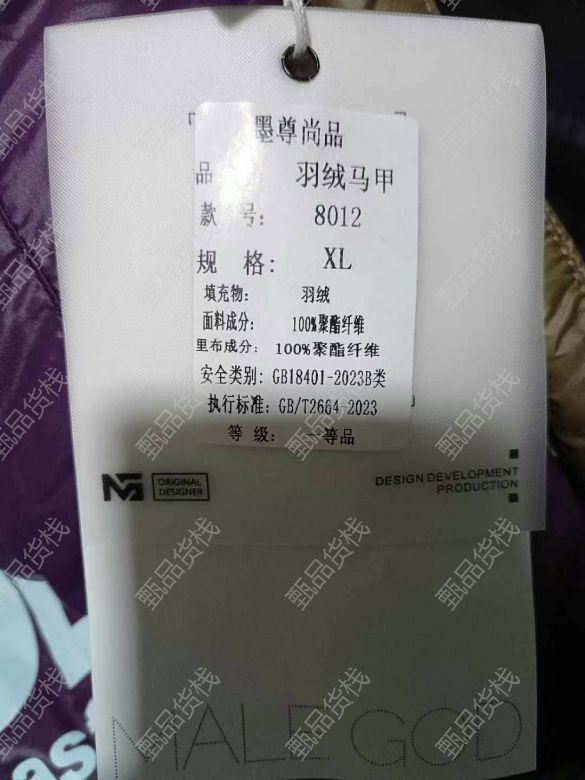 墨尊尚品
品 羽绒马甲
款 号: 8012
规 格: XL
填充物: 羽绒
面料成分: 100%聚酯纤维
里布成分: 100%聚酯纤维
安全类别: GB18401-2023B类
执行标准: GB/T2664-2023
等 级: 一等品
ORIGINAL
DESIGNER
DESIGN DEVELOPMENT
PRODUCTION
MALE GOD
as
甄品货栈